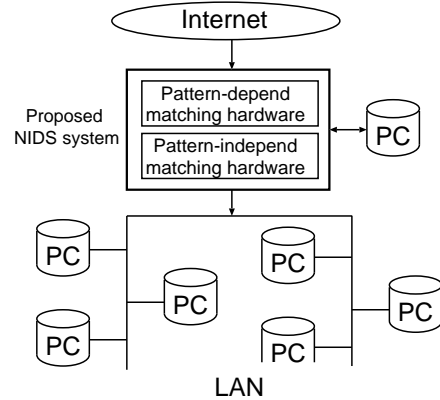 Internet
Proposed
NIDS system
Pattern-depend
matching hardware
Pattern-independ
matching hardware
PC
PC
PC
PC
PC
PC
PC
LAN